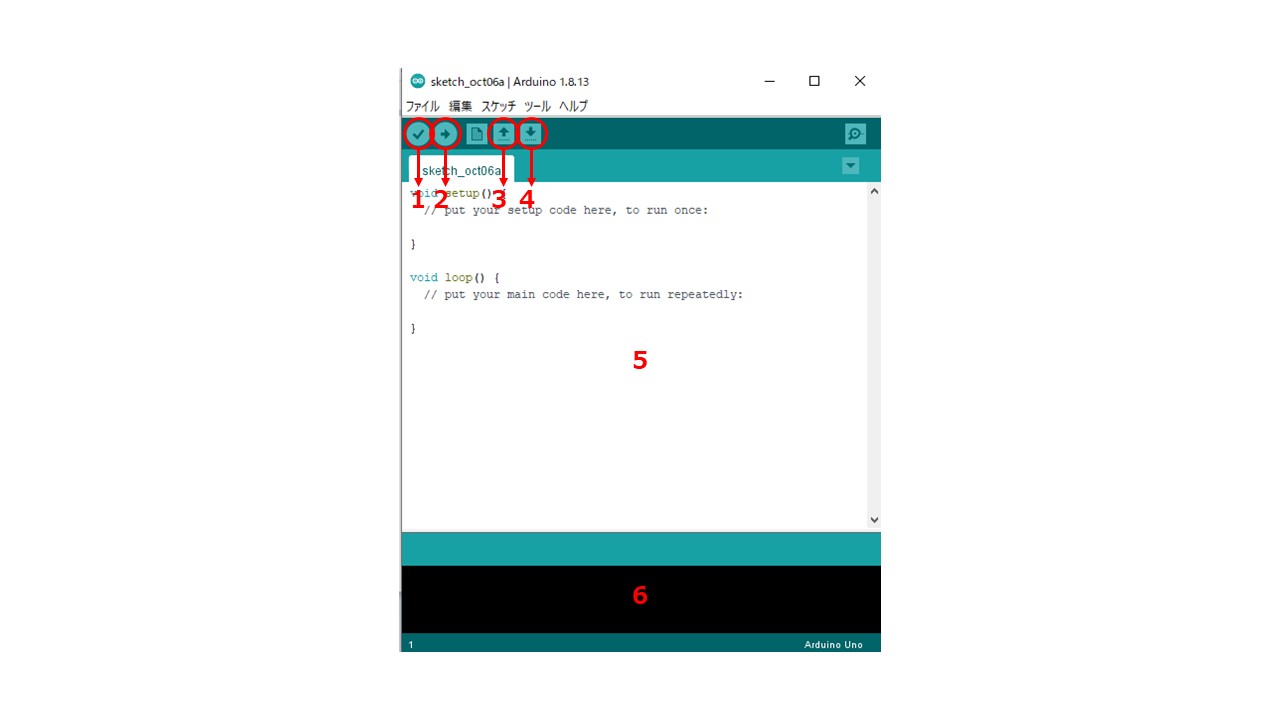 sketch_oct06a | Arduino 1.8.13
ファイル 編集 スケッチ ツール ヘルプ
sketch_oct06a
void setup() {
1 2 3 4
// put your setup code here, to run once:
}
void loop() {
// put your main code here, to run repeatedly:
}
5
6
1 Arduino Uno